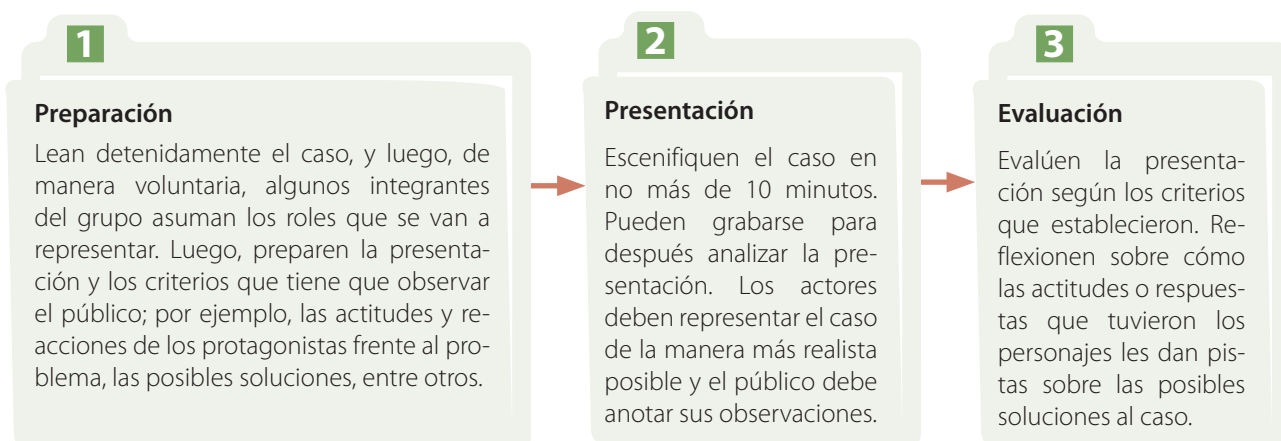 1
Preparación
Lean detenidamente el caso, y luego, de
manera voluntaria, algunos integrantes
del grupo asuman los roles que se van a
representar. Luego, preparen la presenta-
ción y los criterios que tiene que observar
el público; por ejemplo, las actitudes y re-
acciones de los protagonistas frente al pro-
blema, las posibles soluciones, entre otros.
2
Presentación
Escenifiquen el caso en
no más de 10 minutos.
Pueden grabarse para
después analizar la pre-
sentación. Los actores
deben representar el caso
de la manera más realista
posible y el público debe
anotar sus observaciones.
3
Evaluación
Evalúen la presenta-
ción según los criterios
que establecieron. Re-
flexionen sobre cómo
las actitudes o respues-
tas que tuvieron los
personajes les dan pis-
tas sobre las posibles
soluciones al caso.